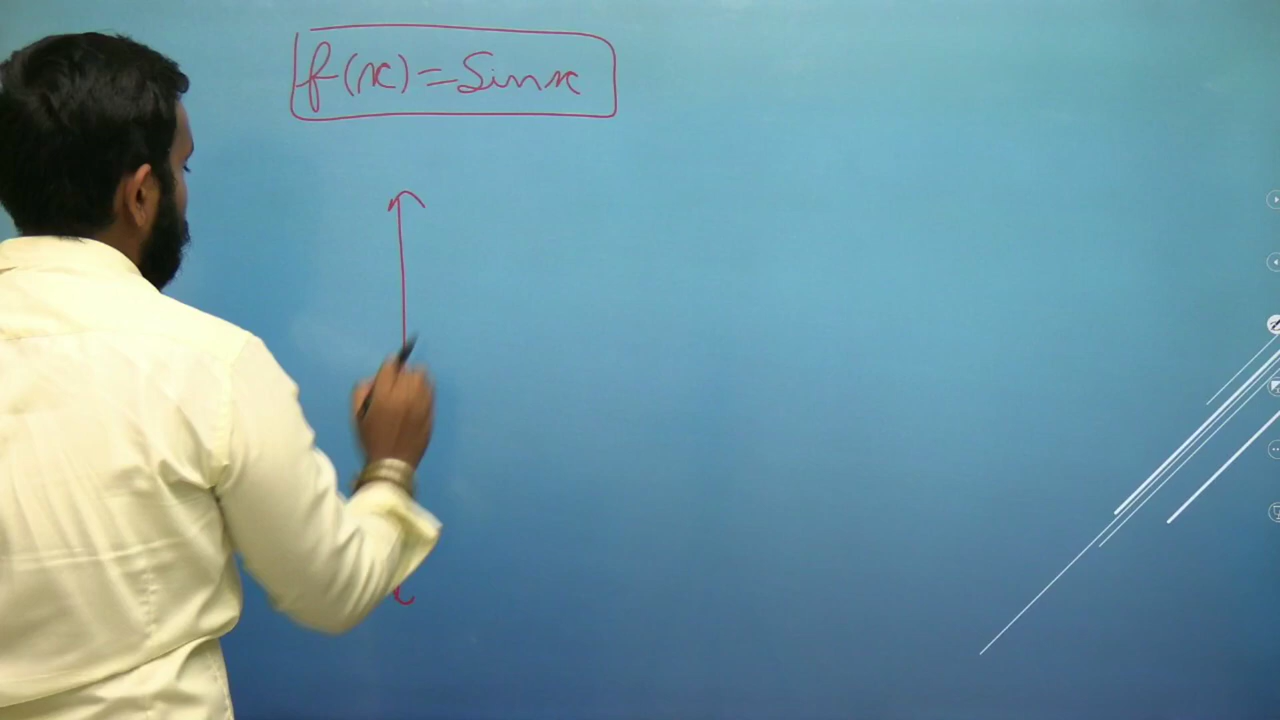 f(x) = Sinx